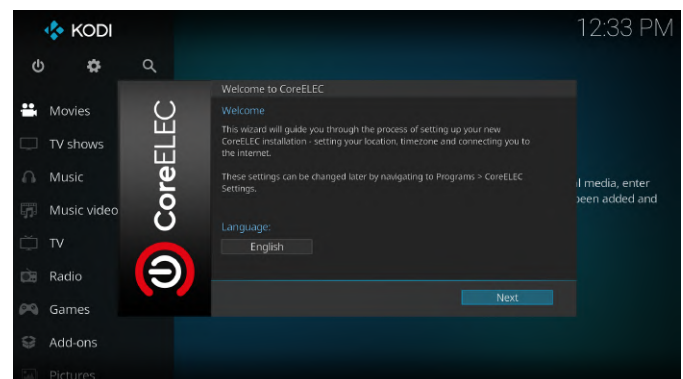 KODI
12:33 PM
Movies
TV shows
Music
Music video
TV
Radio
Games
Add-ons
Pictures
CoreELEC
Welcome to CoreELEC
Welcome
This wizard will guide you through the process of setting up your new
CoreELEC installation - setting your location, timezone and connecting you to
the internet.
These settings can be changed later by navigating to Programs > CoreELEC
Settings.
Language:
English
Next
l media, enter
been added and